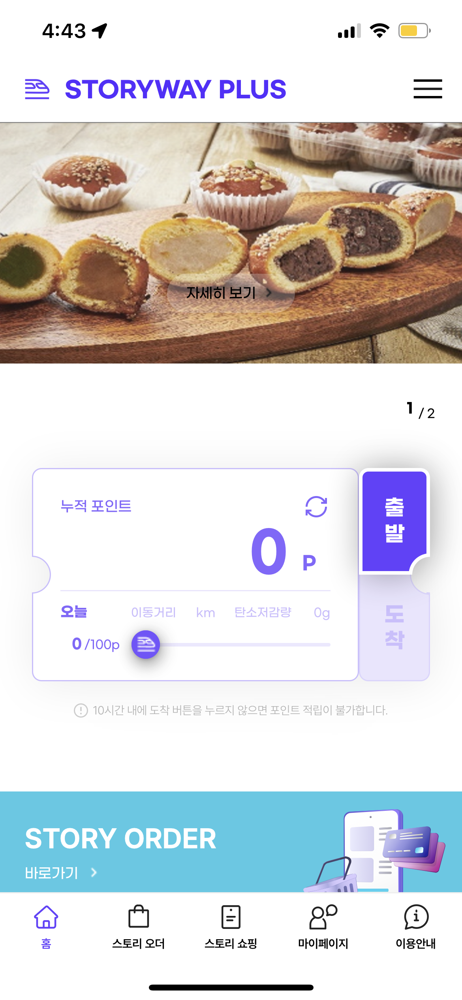 4:43
STORYWAY PLUS
자세히 보기
1 / 2
누적 포인트
0 P
출발
오늘 이동거리 km 탄소저감량 0g
0 /100p
도착
10시간 내에 도착 버튼을 누르지 않으면 포인트 적립이 불가합니다.
STORY ORDER
바로가기
홈 스토리 오더 스토리 쇼핑 마이페이지 이용안내